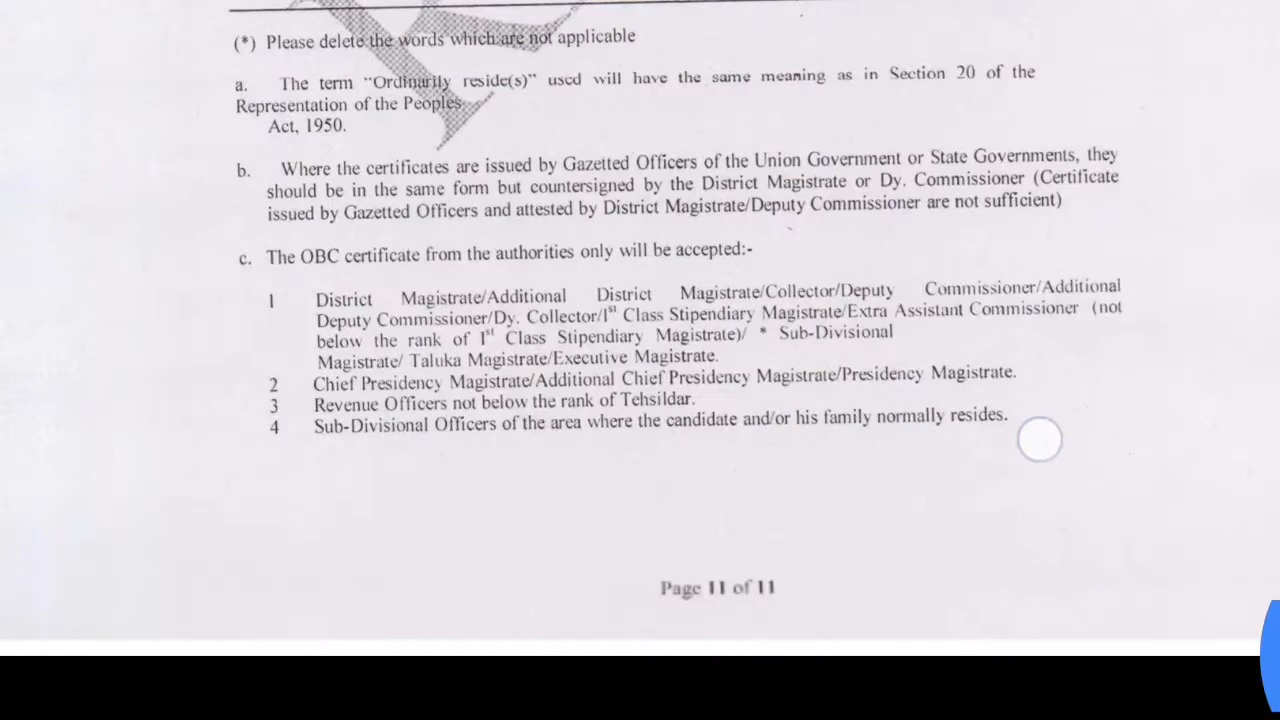 (*) Please delete the words which are not applicable
a. The term "Ordinarily reside(s)" used will have the same meaning as in Section 20 of the
Representation of the Peoples
Act, 1950.
b. Where the certificates are issued by Gazetted Officers of the Union Government or State Governments, they
should be in the same form but countersigned by the District Magistrate or Dy. Commissioner (Certificate
issued by Gazetted Officers and attested by District Magistrate/Deputy Commissioner are not sufficient)
c. The OBC certificate from the authorities only will be accepted:-
1 District Magistrate/Additional District Magistrate/Collector/Deputy Commissioner/Additional
Deputy Commissioner/Dy. Collector/1st Class Stipendiary Magistrate/Extra Assistant Commissioner (not
below the rank of 1st Class Stipendiary Magistrate)/ * Sub-Divisional
Magistrate/ Taluka Magistrate/Executive Magistrate.
2 Chief Presidency Magistrate/Additional Chief Presidency Magistrate/Presidency Magistrate.
3 Revenue Officers not below the rank of Tehsildar.
4 Sub-Divisional Officers of the area where the candidate and/or his family normally resides.
Page 11 of 11